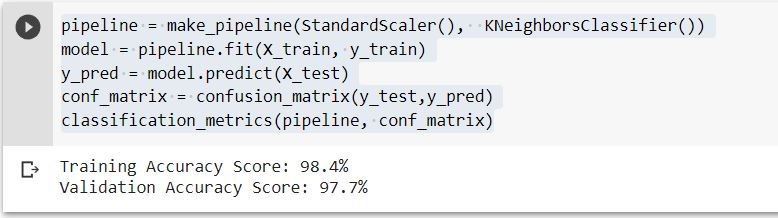 pipeline = make_pipeline(StandardScaler(),  KNeighborsClassifier())
model = pipeline.fit(X_train, y_train)
y_pred = model.predict(X_test)
conf_matrix = confusion_matrix(y_test,y_pred)
classification_metrics(pipeline, conf_matrix)
Training Accuracy Score: 98.4%
Validation Accuracy Score: 97.7%